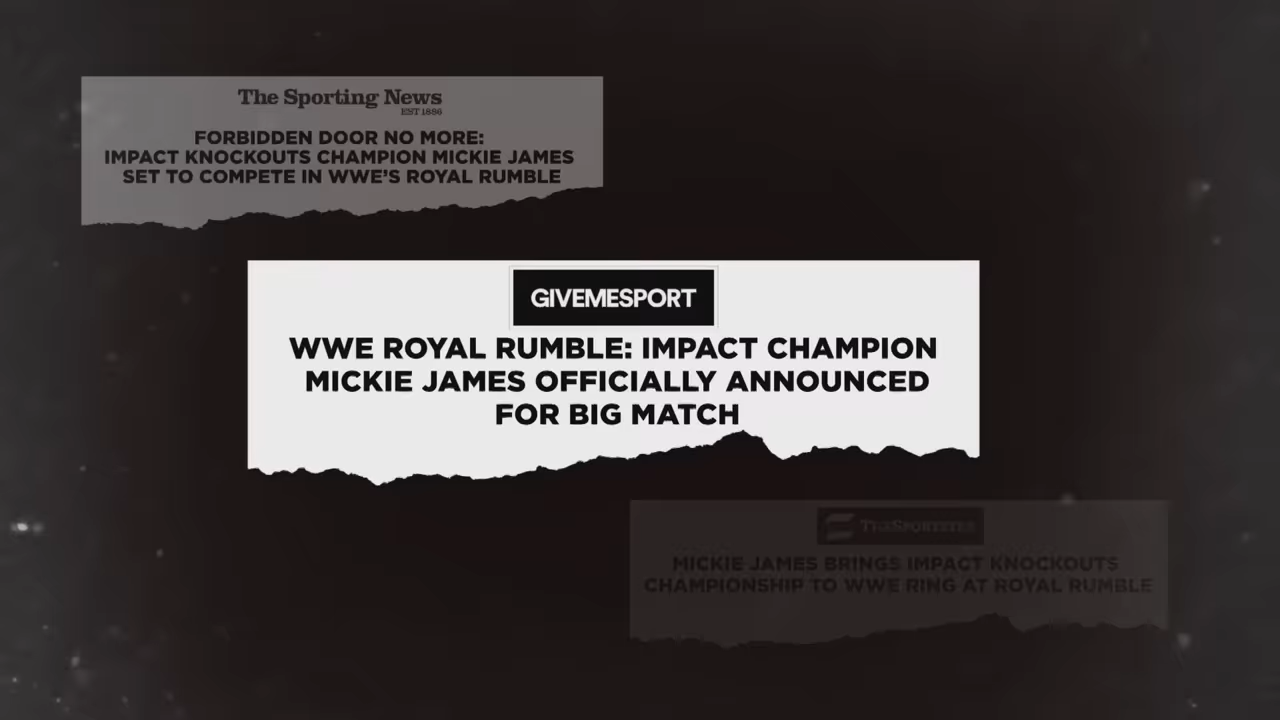 The Sporting News
EST 1886
FORBIDDEN DOOR NO MORE:
IMPACT KNOCKOUTS CHAMPION MICKIE JAMES
SET TO COMPETE IN WWE'S ROYAL RUMBLE
GIVEMESPORT
WWE ROYAL RUMBLE: IMPACT CHAMPION
MICKIE JAMES OFFICIALLY ANNOUNCED
FOR BIG MATCH
MICKIE JAMES BRINGS IMPACT KNOCKOUTS
CHAMPIONSHIP TO WWE RING AT ROYAL RUMBLE